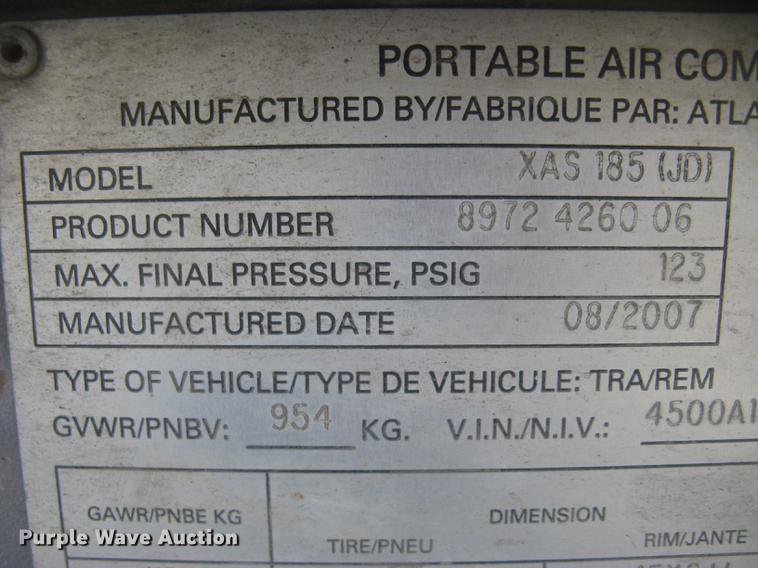 PORTABLE AIR COM
MANUFACTURED BY/FABRIQUE PAR: ATLA
MODEL XAS 185 (JD)
PRODUCT NUMBER 8972 4260 06
MAX. FINAL PRESSURE, PSIG 123
MANUFACTURED DATE 08/2007
TYPE OF VEHICLE/TYPE DE VEHICULE: TRA/REM
GVWR/PNBV: 954 KG. V.I.N./N.I.V.: 4500A1
GAWR/PNBE KG DIMENSION
TIRE/PNEU RIM/JANTE
Purple Wave Auction